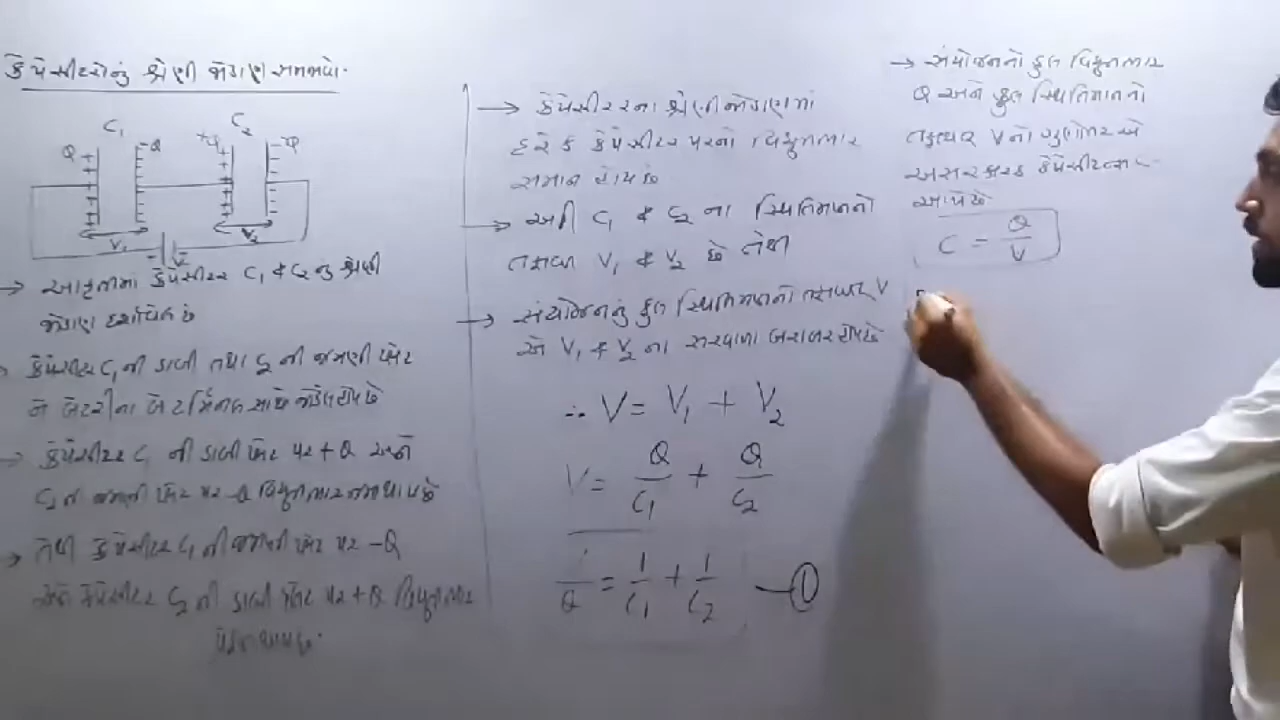 કેપેસીટરોનું શ્રેણી જોડાણ સમજાવો.
C₁ C₂
Q -Q +Q -Q
V₁ V₂
V
→ આકૃતીમાં કેપેસીટર C₁ & C₂ નું શ્રેણી
જોડાણ દર્શાવેલ છે
→ કેપેસીટર C₁ ની ડાબી તથા C₂ ની જમણી પ્લેટ
ને બેટરીના બે ટર્મિનલ સાથે જોડેલ હોય છે
→ કેપેસીટર C₁ ની ડાબી પ્લેટ પર +Q અને
C₂ ની જમણી પ્લેટ પર -Q વિદ્યુતભાર જમા થાય છે
→ તેથી કેપેસીટર C₁ ની જમણી પ્લેટ પર -Q
અને કેપેસીટર C₂ ની ડાબી પ્લેટ પર +Q વિદ્યુતભાર
→ કેપેસીટરના શ્રેણી જોડાણમાં
દરેક કેપેસીટર પરનો વિદ્યુતભાર
સમાન હોય છે
→ અહી C₁ & C₂ ના સ્થિતિમાનનો
તફાવત V₁ & V₂ છે તેથી
→ સંયોજનનું કુલ સ્થિતિમાનનો તફાવત V
એ V₁ & V₂ ના સરવાળા બરાબર હોય છે
∴ V = V₁ + V₂
V = Q/C₁ + Q/C₂
/Q = 1/C₁ + 1/C₂ —①
→ સંયોજનનો કુલ વિદ્યુતભાર
Q અને કુલ સ્થિતિમાનનો
તફાવત V નો ગુણોત્તર એ
અસરકારક કેપેસીટન્સ
આપે છે
C = Q/V